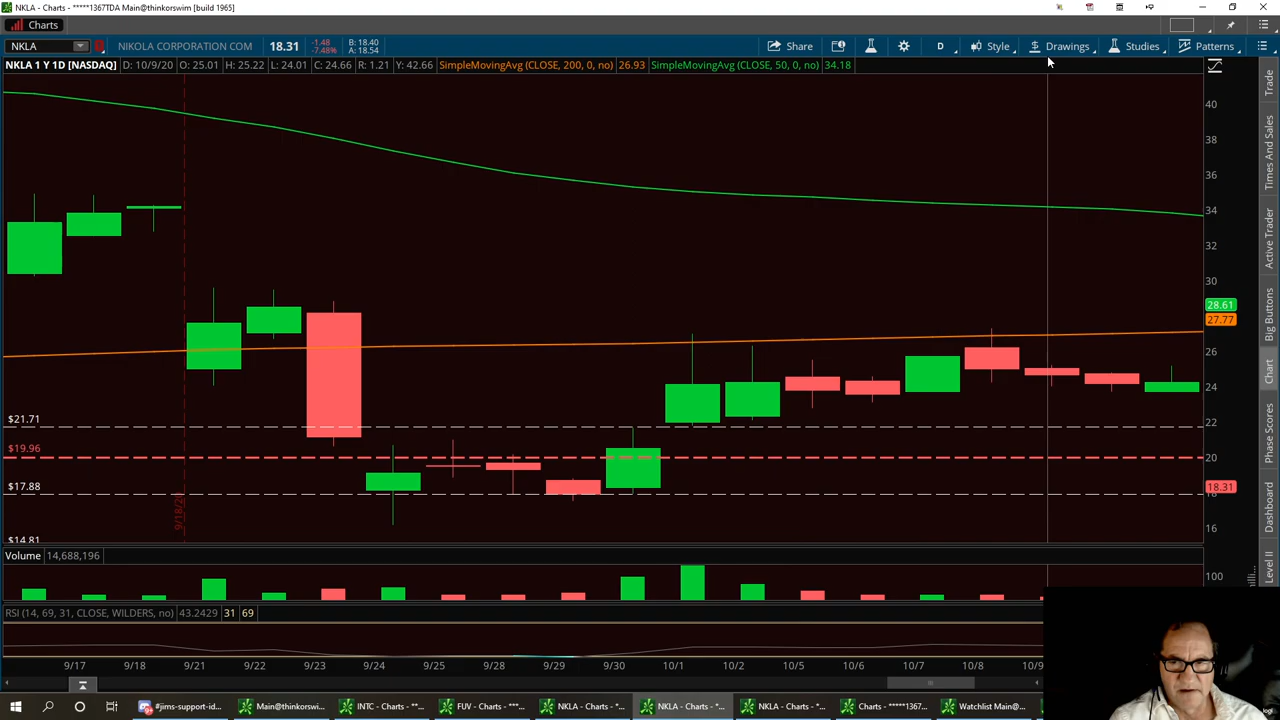 NKLA - Charts - *****1367TDA Main@thinkorswim [build 1965]
Charts
NKLA NIKOLA CORPORATION COM 18.31 -1.48 -7.48% B: 18.40 A: 18.54 Share D Style Drawings Studies Patterns
NKLA 1 Y 1D [NASDAQ] D: 10/9/20 O: 25.01 H: 25.22 L: 24.01 C: 24.66 R: 1.21 Y: 42.66 SimpleMovingAvg (CLOSE, 200, 0, no) 26.93 SimpleMovingAvg (CLOSE, 50, 0, no) 34.18
40
38
36
34
32
30
28.61
27.77
26
24
22
20
18.31
16
$21.71
$19.96
$17.88
$14.81
9/18/20
Trade
Times And Sales
Active Trader
Big Buttons
Chart
Phase Scores
Dashboard
Level II
Volume 14,688,196
100
RSI (14, 69, 31, CLOSE, WILDERS, no) 43.2429 31 69
9/17 9/18 9/21 9/22 9/23 9/24 9/25 9/28 9/29 9/30 10/1 10/2 10/5 10/6 10/7 10/8 10/9
#jims-support-id... Main@thinkorswim... INTC - Charts - **... FUV - Charts - ***... NKLA - Charts - *... NKLA - Charts - *... NKLA - Charts - *... Charts - *****1367... Watchlist Main@...
logi